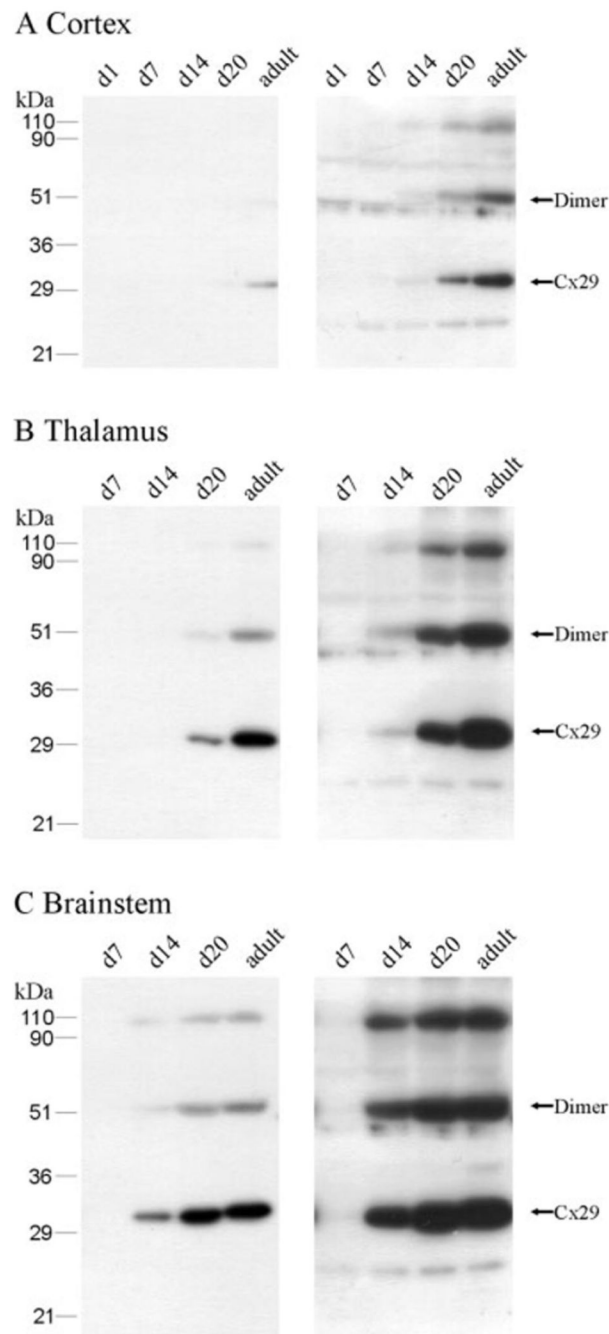 A Cortex
d1 d7 d14 d20 adult d1 d7 d14 d20 adult
kDa
110
90
51
Dimer
36
29
Cx29
21
B Thalamus
d7 d14 d20 adult d7 d14 d20 adult
kDa
110
90
51
Dimer
36
29
Cx29
21
C Brainstem
d7 d14 d20 adult d7 d14 d20 adult
kDa
110
90
51
Dimer
36
29
Cx29
21